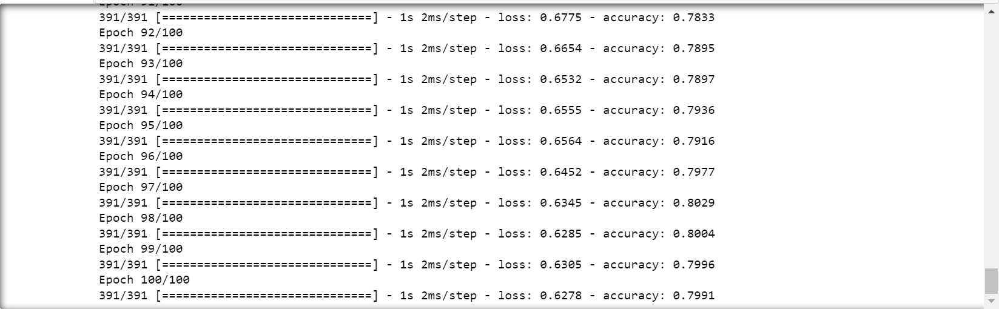 Epoch 91/100
391/391 [==============================] - 1s 2ms/step - loss: 0.6775 - accuracy: 0.7833
Epoch 92/100
391/391 [==============================] - 1s 2ms/step - loss: 0.6654 - accuracy: 0.7895
Epoch 93/100
391/391 [==============================] - 1s 2ms/step - loss: 0.6532 - accuracy: 0.7897
Epoch 94/100
391/391 [==============================] - 1s 2ms/step - loss: 0.6555 - accuracy: 0.7936
Epoch 95/100
391/391 [==============================] - 1s 2ms/step - loss: 0.6564 - accuracy: 0.7916
Epoch 96/100
391/391 [==============================] - 1s 2ms/step - loss: 0.6452 - accuracy: 0.7977
Epoch 97/100
391/391 [==============================] - 1s 2ms/step - loss: 0.6345 - accuracy: 0.8029
Epoch 98/100
391/391 [==============================] - 1s 2ms/step - loss: 0.6285 - accuracy: 0.8004
Epoch 99/100
391/391 [==============================] - 1s 2ms/step - loss: 0.6305 - accuracy: 0.7996
Epoch 100/100
391/391 [==============================] - 1s 2ms/step - loss: 0.6278 - accuracy: 0.7991